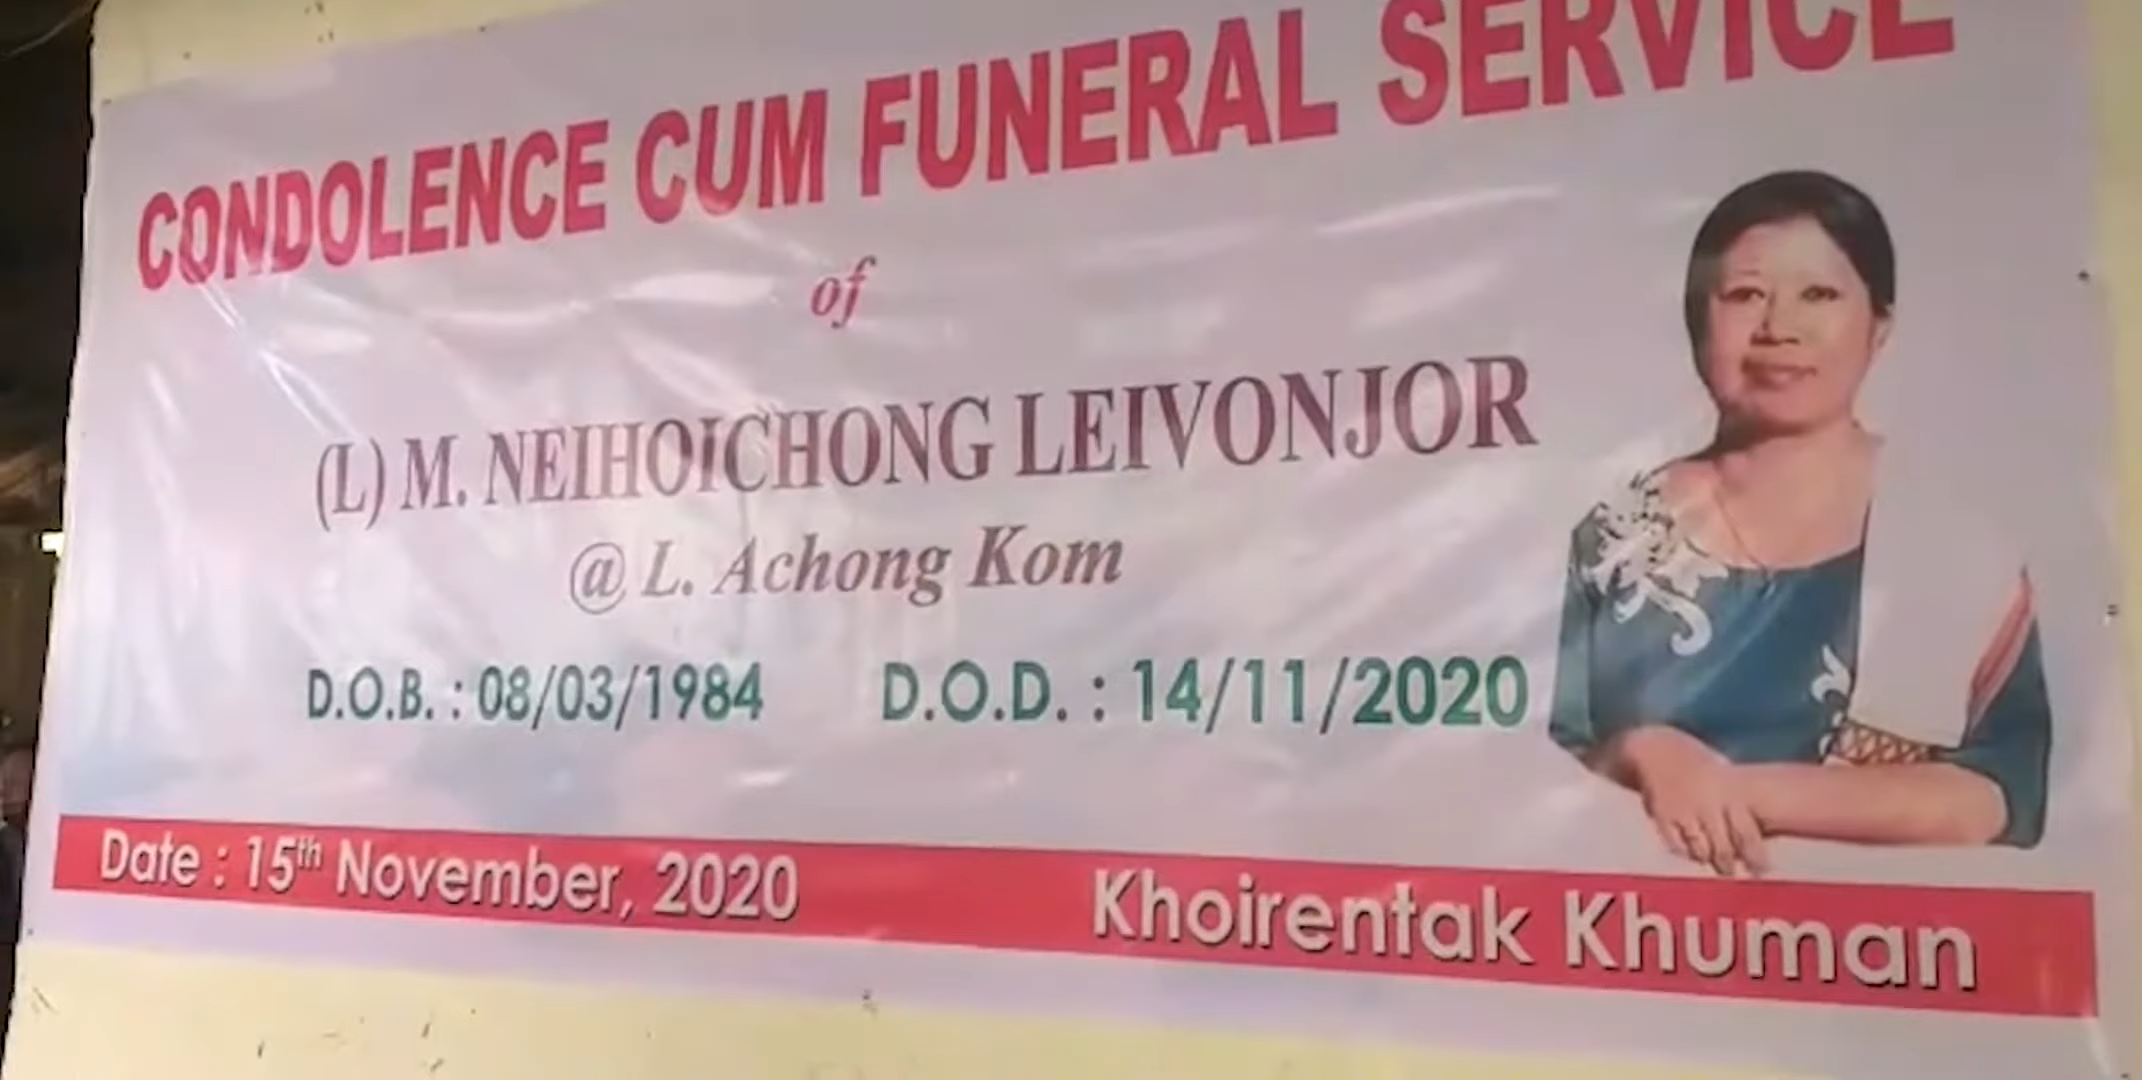 CONDOLENCE CUM FUNERAL SERVICE
of
(L) M. NEIHOICHONG LEIVONJOR
@ L. Achong Kom
D.O.B. : 08/03/1984 D.O.D. : 14/11/2020
Date : 15th November, 2020 Khoirentak Khuman